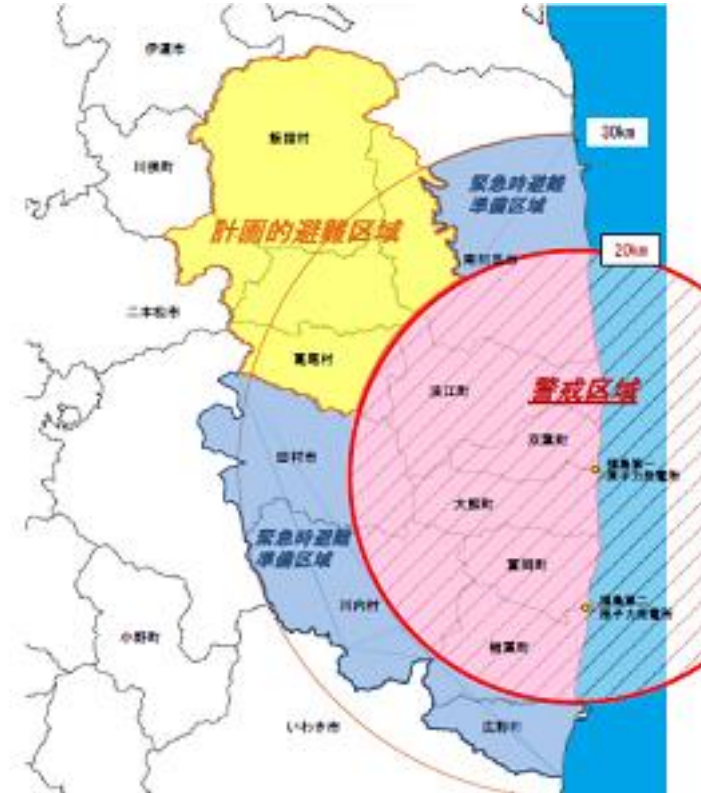 伊達市
30km
飯舘村
川俣町
緊急時避難
準備区域
計画的避難区域
20km
南相馬市
二本松市
葛尾村
浪江町
警戒区域
双葉町
田村市
福島第一
原子力発電所
大熊町
緊急時避難
準備区域
富岡町
川内村
福島第二
原子力発電所
小野町
楢葉町
いわき市
広野町